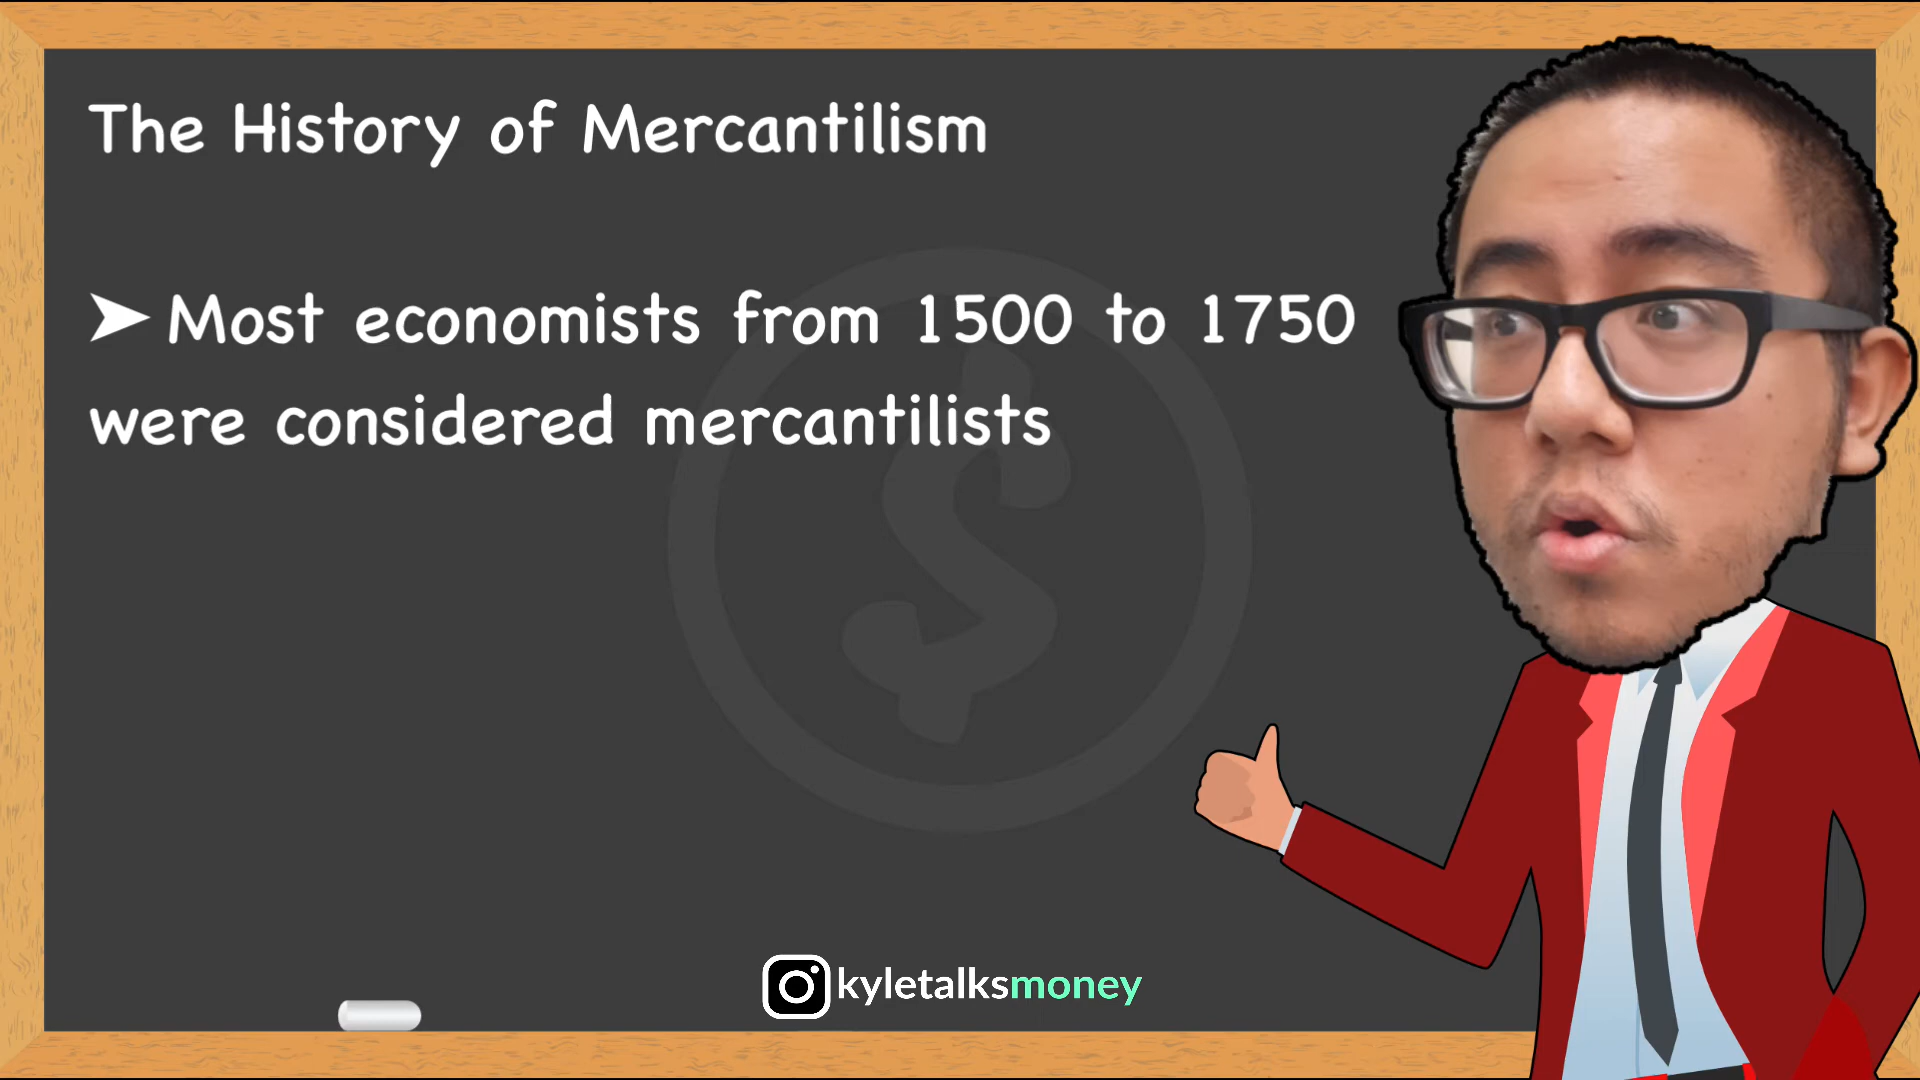 The History of Mercantilism
➤ Most economists from 1500 to 1750
were considered mercantilists
kyletalksmoney